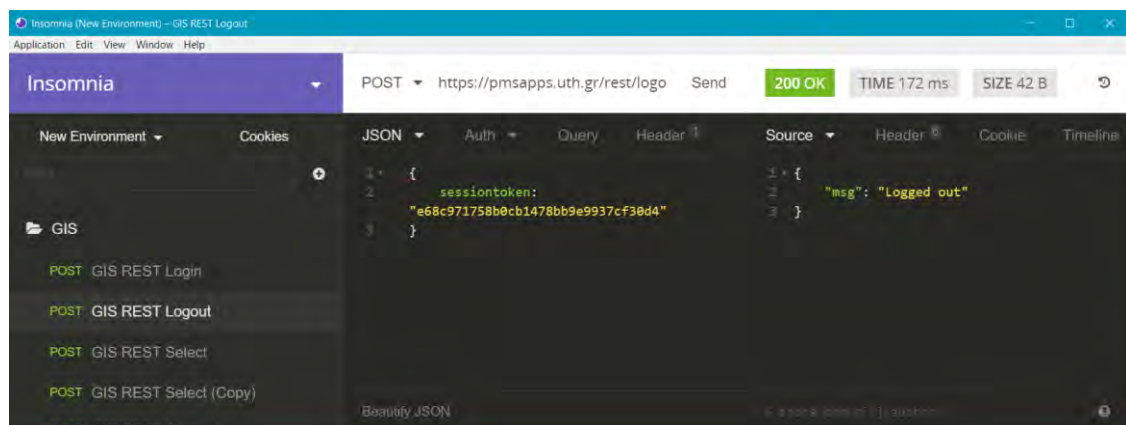 Insomnia (New Environment) – GIS REST Logout
Application Edit View Window Help
Insomnia
POST https://pmsapps.uth.gr/rest/logo Send
200 OK TIME 172 ms SIZE 42 B
New Environment Cookies
JSON Auth Query Header 1
Source Header 6 Cookie Timeline
1 {
2 sessiontoken:
"e68c971758b0cb1478bb9e9937cf30d4"
3 }
1 {
2 "msg": "Logged out"
3 }
GIS
POST GIS REST Login
POST GIS REST Logout
POST GIS REST Select
POST GIS REST Select (Copy)
Beautify JSON